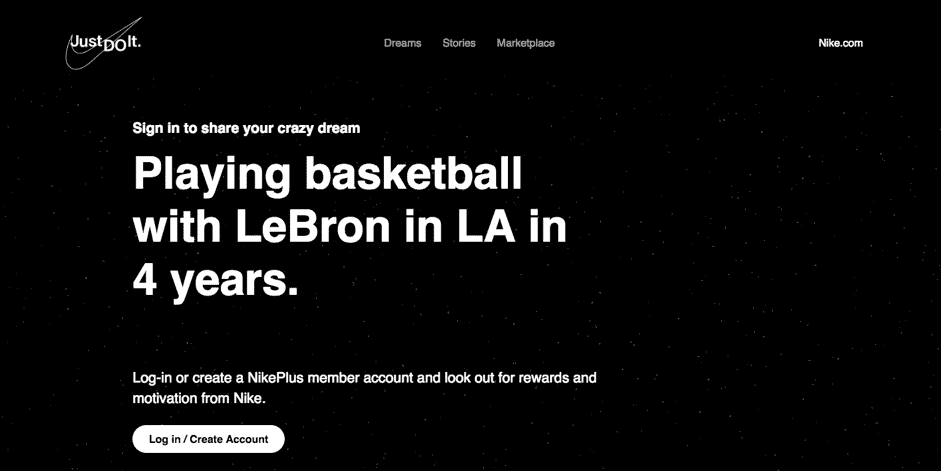 Just DO It.
Dreams Stories Marketplace
Nike.com
Sign in to share your crazy dream
Playing basketball
with LeBron in LA in
4 years.
Log-in or create a NikePlus member account and look out for rewards and
motivation from Nike.
Log in / Create Account